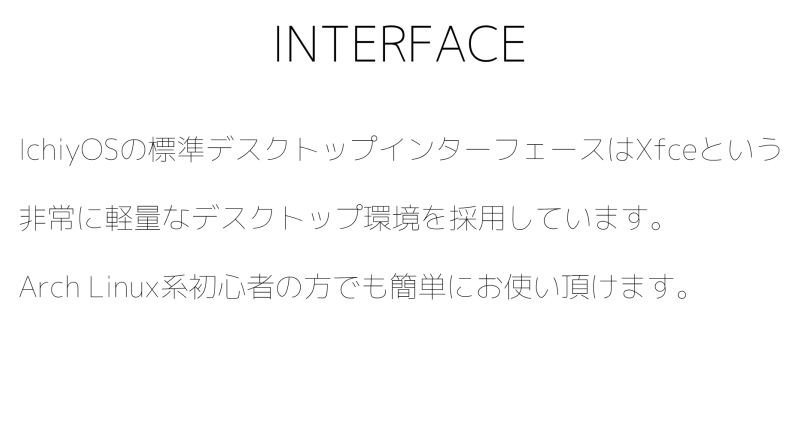 INTERFACE
IchiyOSの標準デスクトップインターフェースはXfceという
非常に軽量なデスクトップ環境を採用しています。
Arch Linux系初心者の方でも簡単にお使い頂けます。